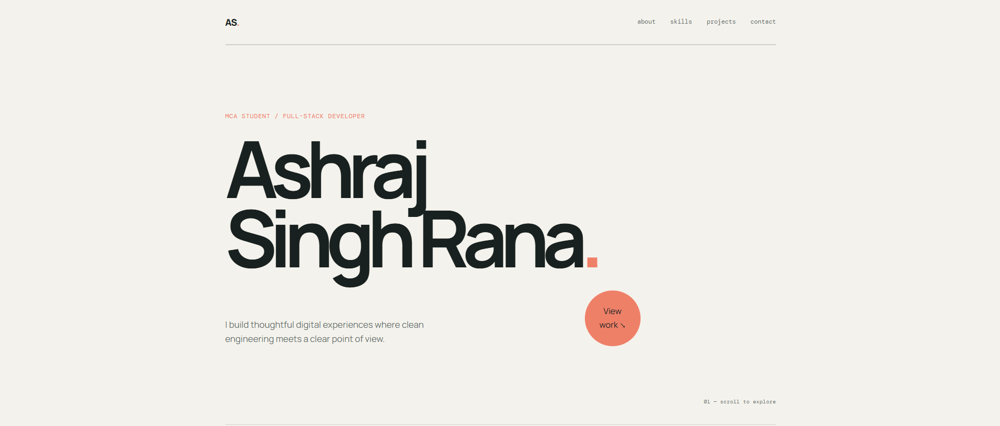 AS.
about skills projects contact
MCA STUDENT / FULL-STACK DEVELOPER
Ashraj
Singh Rana.
I build thoughtful digital experiences where clean
engineering meets a clear point of view.
View
work ↘
01 — scroll to explore